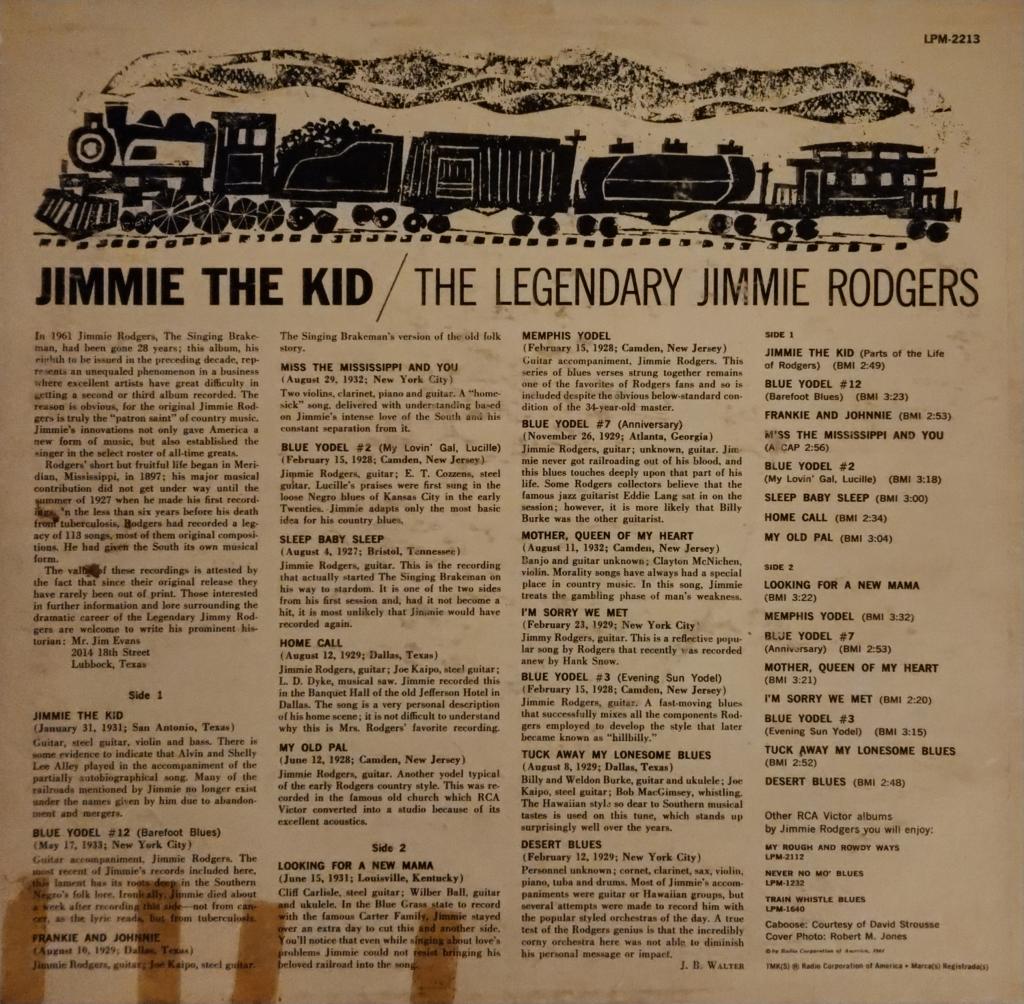 LPM-2213
JIMMIE THE KID / THE LEGENDARY JIMMIE RODGERS
In 1961 Jimmie Rodgers, The Singing Brake-
man, had been gone 28 years; this album, his
eighth to be issued in the preceding decade, rep-
resents an unequaled phenomenon in a business
where excellent artists have great difficulty in
getting a second or third album recorded. The
reason is obvious, for the original Jimmie Rod-
gers is truly the "patron saint" of country music.
Jimmie's innovations not only gave America a
new form of music, but also established the
singer in the select roster of all-time greats.
Rodgers' short but fruitful life began in Meri-
dian, Mississippi, in 1897; his major musical
contribution did not get under way until the
summer of 1927 when he made his first record-
ings. In the less than six years before his death
from tuberculosis, Rodgers had recorded a leg-
acy of 113 songs, most of them original composi-
tions. He had given the South its own musical
form.
The value of these recordings is attested by
the fact that since their original release they
have rarely been out of print. Those interested
in further information and lore surrounding the
dramatic career of the Legendary Jimmy Rod-
gers are welcome to write his prominent his-
torian: Mr. Jim Evans
2014 18th Street
Lubbock, Texas
Side 1
JIMMIE THE KID
(January 31, 1931; San Antonio, Texas)
Guitar, steel guitar, violin and bass. There is
some evidence to indicate that Alvin and Shelly
Lee Alley played in the accompaniment of the
partially autobiographical song. Many of the
railroads mentioned by Jimmie no longer exist
under the names given by him due to abandon-
ment and mergers.
BLUE YODEL #12 (Barefoot Blues)
(May 17, 1933; New York City)
Guitar accompaniment, Jimmie Rodgers. The
most recent of Jimmie's records included here,
this lament has its roots deep in the Southern
Negro's folk lore. Ironically, Jimmie died about
a week after recording this side—not from can-
cer, as the lyric reads, but from tuberculosis.
FRANKIE AND JOHNNIE
(August 10, 1929; Dallas, Texas)
Jimmie Rodgers, guitar; Joe Kaipo, steel guitar.
The Singing Brakeman's version of the old folk
story.
MISS THE MISSISSIPPI AND YOU
(August 29, 1932; New York City)
Two violins, clarinet, piano and guitar. A "home-
sick" song, delivered with understanding based
on Jimmie's intense love of the South and his
constant separation from it.
BLUE YODEL #2 (My Lovin' Gal, Lucille)
(February 15, 1928; Camden, New Jersey)
Jimmie Rodgers, guitar; E. T. Cozzens, steel
guitar. Lucille's praises were first sung in the
loose Negro blues of Kansas City in the early
Twenties. Jimmie adapts only the most basic
idea for his country blues.
SLEEP BABY SLEEP
(August 4, 1927; Bristol, Tennessee)
Jimmie Rodgers, guitar. This is the recording
that actually started The Singing Brakeman on
his way to stardom. It is one of the two sides
from his first session and, had it not become a
hit, it is most unlikely that Jimmie would have
recorded again.
HOME CALL
(August 12, 1929; Dallas, Texas)
Jimmie Rodgers, guitar; Joe Kaipo, steel guitar;
L. D. Dyke, musical saw. Jimmie recorded this
in the Banquet Hall of the old Jefferson Hotel in
Dallas. The song is a very personal description
of his home scene; it is not difficult to understand
why this is Mrs. Rodgers' favorite recording.
MY OLD PAL
(June 12, 1928; Camden, New Jersey)
Jimmie Rodgers, guitar. Another yodel typical
of the early Rodgers country style. This was re-
corded in the famous old church which RCA
Victor converted into a studio because of its
excellent acoustics.
Side 2
LOOKING FOR A NEW MAMA
(June 15, 1931; Louisville, Kentucky)
Cliff Carlisle, steel guitar; Wilber Ball, guitar
and ukulele. In the Blue Grass state to record
with the famous Carter Family, Jimmie stayed
over an extra day to cut this and another side.
You'll notice that even while singing about love's
problems Jimmie could not resist bringing his
beloved railroad into the song.
MEMPHIS YODEL
(February 15, 1928; Camden, New Jersey)
Guitar accompaniment, Jimmie Rodgers. This
series of blues verses strung together remains
one of the favorites of Rodgers fans and so is
included despite the obvious below-standard con-
dition of the 34-year-old master.
BLUE YODEL #7 (Anniversary)
(November 26, 1929; Atlanta, Georgia)
Jimmie Rodgers, guitar; unknown, guitar. Jim-
mie never got railroading out of his blood, and
this blues touches deeply upon that part of his
life. Some Rodgers collectors believe that the
famous jazz guitarist Eddie Lang sat in on the
session; however, it is more likely that Billy
Burke was the other guitarist.
MOTHER, QUEEN OF MY HEART
(August 11, 1932; Camden, New Jersey)
Banjo and guitar unknown; Clayton McNichen,
violin. Morality songs have always had a special
place in country music. In this song, Jimmie
treats the gambling phase of man's weakness.
I'M SORRY WE MET
(February 23, 1929; New York City)
Jimmy Rodgers, guitar. This is a reflective popu-
lar song by Rodgers that recently was recorded
anew by Hank Snow.
BLUE YODEL #3 (Evening Sun Yodel)
(February 15, 1928; Camden, New Jersey)
Jimmie Rodgers, guitar. A fast-moving blues
that successfully mixes all the components Rod-
gers employed to develop the style that later
became known as "hillbilly."
TUCK AWAY MY LONESOME BLUES
(August 8, 1929; Dallas, Texas)
Billy and Weldon Burke, guitar and ukulele; Joe
Kaipo, steel guitar; Bob MacGimsey, whistling.
The Hawaiian style so dear to Southern musical
tastes is used on this tune, which stands up
surprisingly well over the years.
DESERT BLUES
(February 12, 1929; New York City)
Personnel unknown; cornet, clarinet, sax, violin,
piano, tuba and drums. Most of Jimmie's accom-
paniments were guitar or Hawaiian groups, but
several attempts were made to record him with
the popular styled orchestras of the day. A true
test of the Rodgers genius is that the incredibly
corny orchestra here was not able to diminish
his personal message or impact.
J. B. WALTER
SIDE 1
JIMMIE THE KID (Parts of the Life
of Rodgers) (BMI 2:49)
BLUE YODEL #12
(Barefoot Blues) (BMI 3:23)
FRANKIE AND JOHNNIE (BMI 2:53)
MISS THE MISSISSIPPI AND YOU
(ASCAP 2:56)
BLUE YODEL #2
(My Lovin' Gal, Lucille) (BMI 3:18)
SLEEP BABY SLEEP (BMI 3:00)
HOME CALL (BMI 2:34)
MY OLD PAL (BMI 3:04)
SIDE 2
LOOKING FOR A NEW MAMA
(BMI 3:22)
MEMPHIS YODEL (BMI 3:32)
BLUE YODEL #7
(Anniversary) (BMI 2:53)
MOTHER, QUEEN OF MY HEART
(BMI 3:21)
I'M SORRY WE MET (BMI 2:20)
BLUE YODEL #3
(Evening Sun Yodel) (BMI 3:15)
TUCK AWAY MY LONESOME BLUES
(BMI 2:52)
DESERT BLUES (BMI 2:48)
Other RCA Victor albums
by Jimmie Rodgers you will enjoy:
MY ROUGH AND ROWDY WAYS
LPM-2112
NEVER NO MO' BLUES
LPM-1232
TRAIN WHISTLE BLUES
LPM-1640
Caboose: Courtesy of David Strousse
Cover Photo: Robert M. Jones
© by Radio Corporation of America, 1961
TMK(S) ® Radio Corporation of America • Marca(s) Registrada(s)